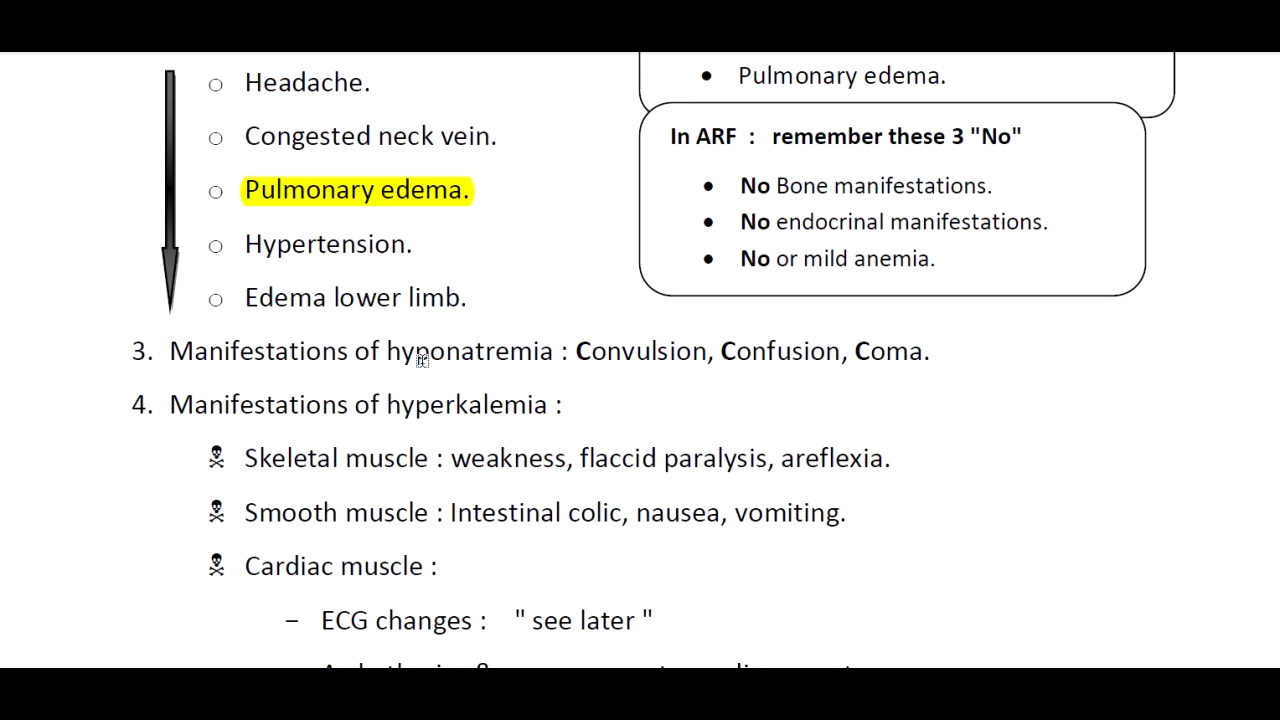 Headache.
Congested neck vein.
Pulmonary edema.
Hypertension.
Edema lower limb.
• Pulmonary edema.
In ARF : remember these 3 "No"
• No Bone manifestations.
• No endocrinal manifestations.
• No or mild anemia.
3. Manifestations of hyponatremia : Convulsion, Confusion, Coma.
4. Manifestations of hyperkalemia :
Skeletal muscle : weakness, flaccid paralysis, areflexia.
Smooth muscle : Intestinal colic, nausea, vomiting.
Cardiac muscle :
– ECG changes : " see later "